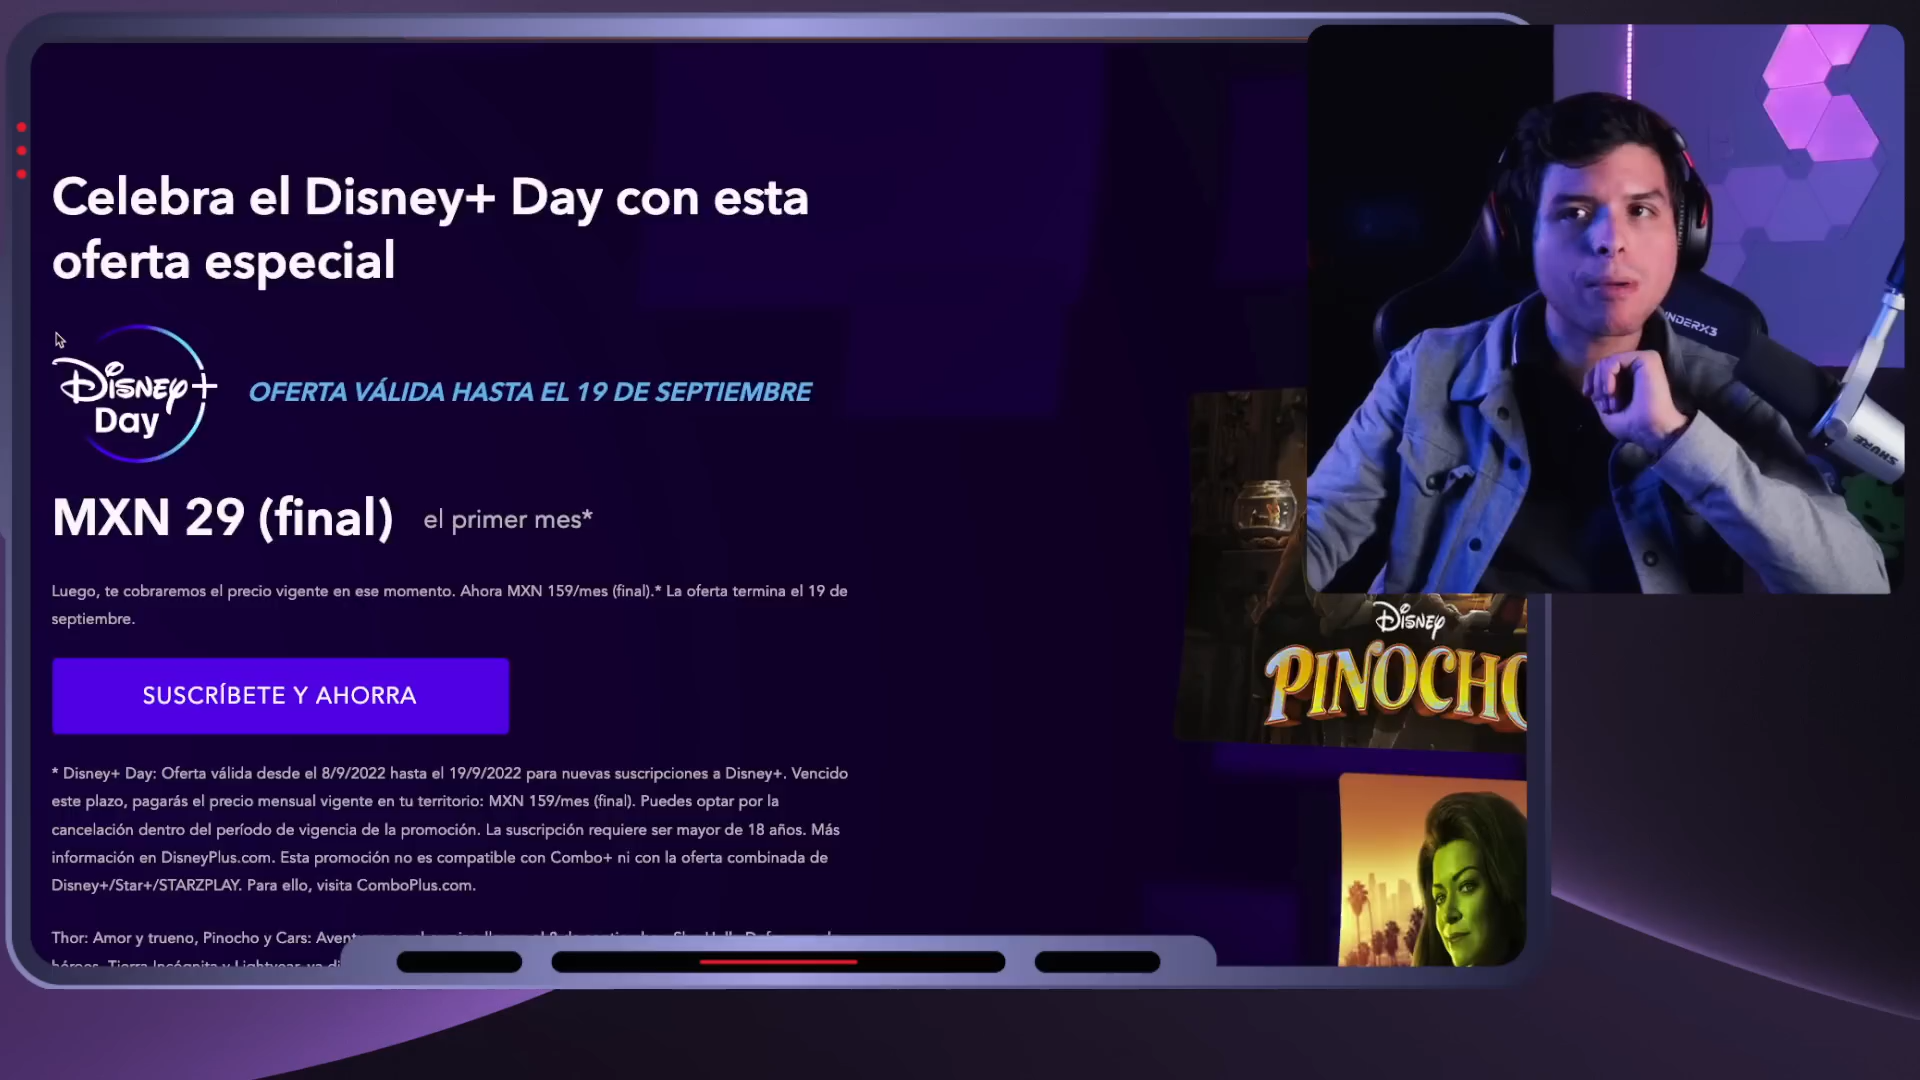 Celebra el Disney+ Day con esta
oferta especial
Disney+
Day
OFERTA VÁLIDA HASTA EL 19 DE SEPTIEMBRE
MXN 29 (final) el primer mes*
Luego, te cobraremos el precio vigente en ese momento. Ahora MXN 159/mes (final).* La oferta termina el 19 de
septiembre.
SUSCRÍBETE Y AHORRA
* Disney+ Day: Oferta válida desde el 8/9/2022 hasta el 19/9/2022 para nuevas suscripciones a Disney+. Vencido
este plazo, pagarás el precio mensual vigente en tu territorio: MXN 159/mes (final). Puedes optar por la
cancelación dentro del período de vigencia de la promoción. La suscripción requiere ser mayor de 18 años. Más
información en DisneyPlus.com. Esta promoción no es compatible con Combo+ ni con la oferta combinada de
Disney+/Star+/STARZPLAY. Para ello, visita ComboPlus.com.
Thor: Amor y trueno, Pinocho y Cars:
héroes, Tierra Incógnita y Lightyear, ya
NDERX3
SHURE
Disney
PINOCHO